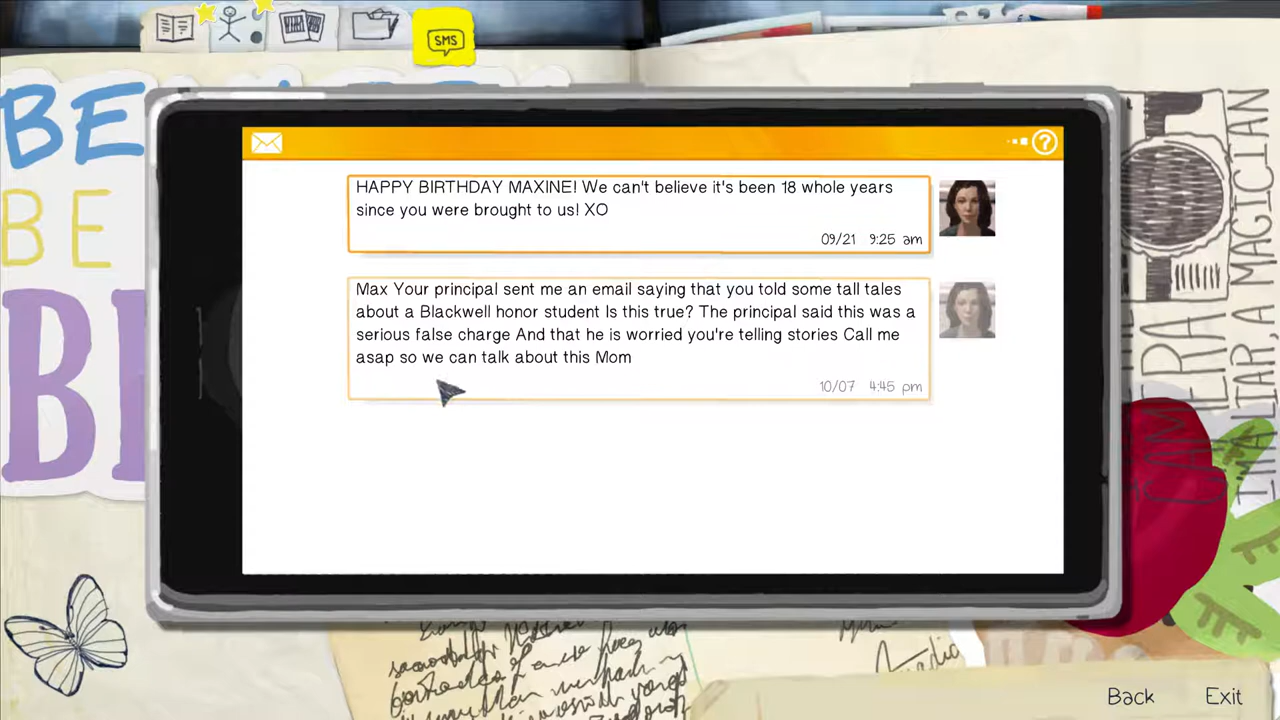 SMS
HAPPY BIRTHDAY MAXINE! We can't believe it's been 18 whole years
since you were brought to us! XO
09/21 9:25 am
Max Your principal sent me an email saying that you told some tall tales
about a Blackwell honor student Is this true? The principal said this was a
serious false charge And that he is worried you're telling stories Call me
asap so we can talk about this Mom
10/07 4:45 pm
BE
BE
CAMERA
LIAR, A MAGICIAN
Back Exit